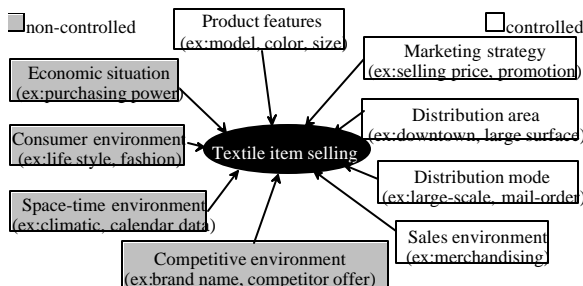 non-controlled
Product features
(ex:model, color, size)
controlled
Economic situation
(ex:purchasing power)
Marketing strategy
(ex:selling price, promotion)
Consumer environment
(ex:life style, fashion)
Textile item selling
Distribution area
(ex:downtown, large surface)
Space-time environment
(ex:climatic, calendar data)
Distribution mode
(ex:large-scale, mail-order)
Competitive environment
(ex:brand name, competitor offer)
Sales environment
(ex:merchandising)